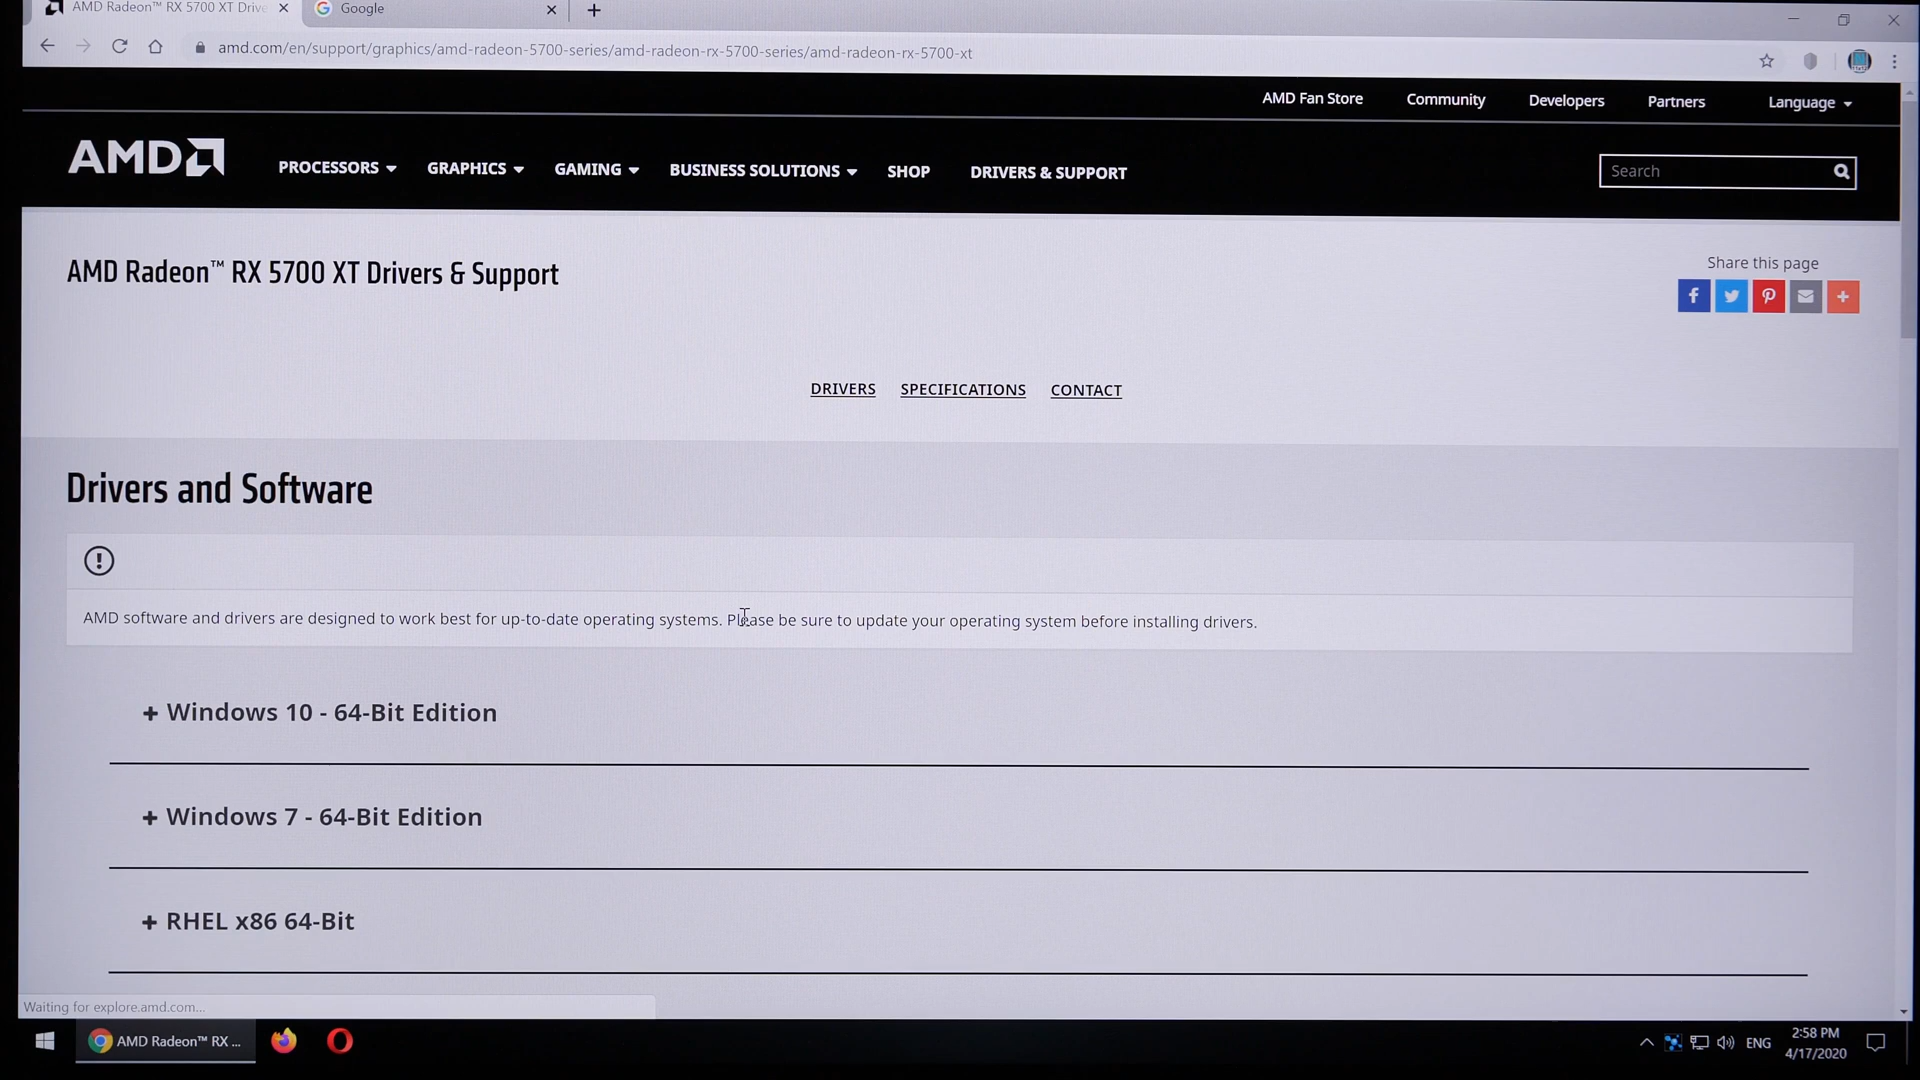 AMD Radeon™ RX 5700 XT Drive
Google
amd.com/en/support/graphics/amd-radeon-5700-series/amd-radeon-rx-5700-series/amd-radeon-rx-5700-xt
AMD Fan Store Community Developers Partners Language
AMD
PROCESSORS GRAPHICS GAMING BUSINESS SOLUTIONS SHOP DRIVERS & SUPPORT
Search
AMD Radeon™ RX 5700 XT Drivers & Support
Share this page
DRIVERS SPECIFICATIONS CONTACT
Drivers and Software
AMD software and drivers are designed to work best for up-to-date operating systems. Please be sure to update your operating system before installing drivers.
+ Windows 10 - 64-Bit Edition
+ Windows 7 - 64-Bit Edition
+ RHEL x86 64-Bit
Waiting for explore.amd.com...
AMD Radeon™ RX ...
ENG
2:58 PM
4/17/2020